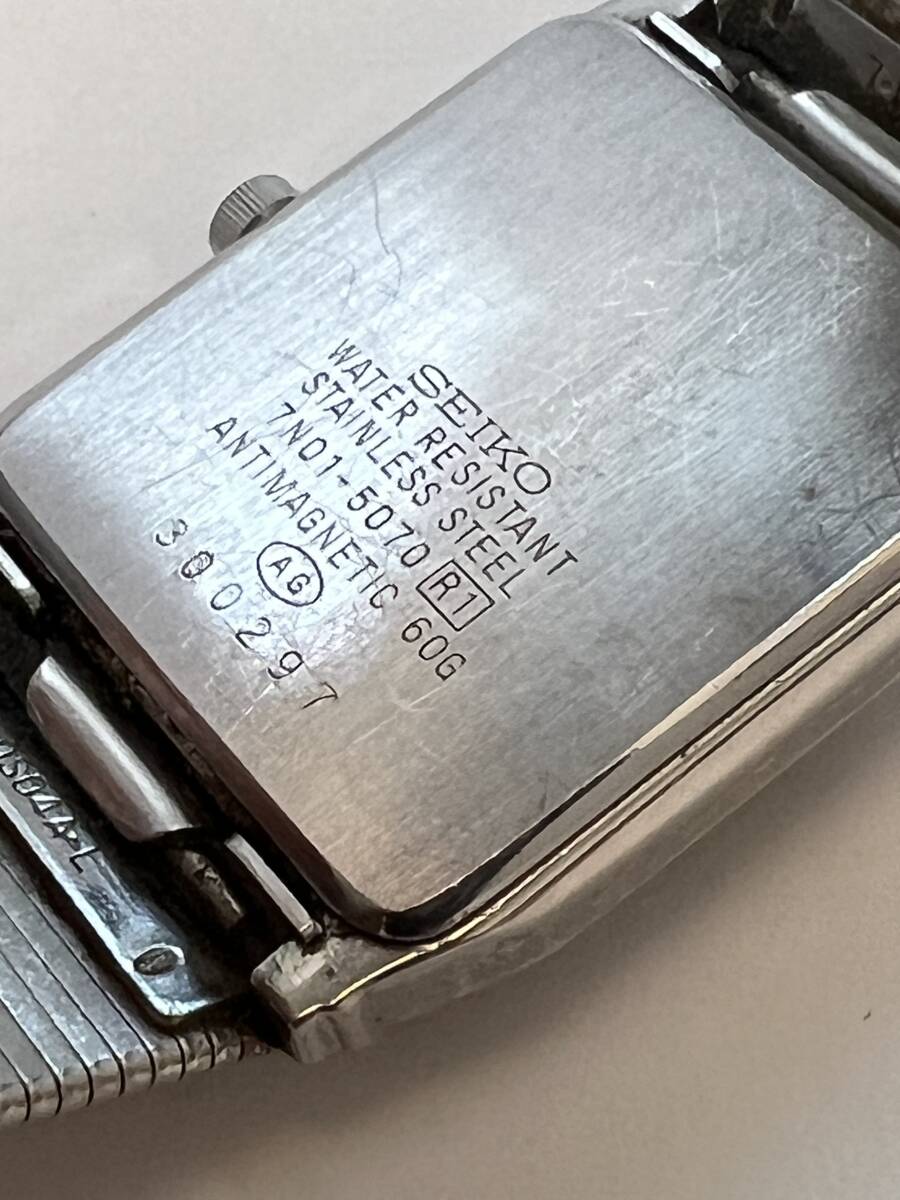 SEIKO
WATER RESISTANT
STAINLESS STEEL
7N01-5070 R1
ANTIMAGNETIC 60G
AG
300297